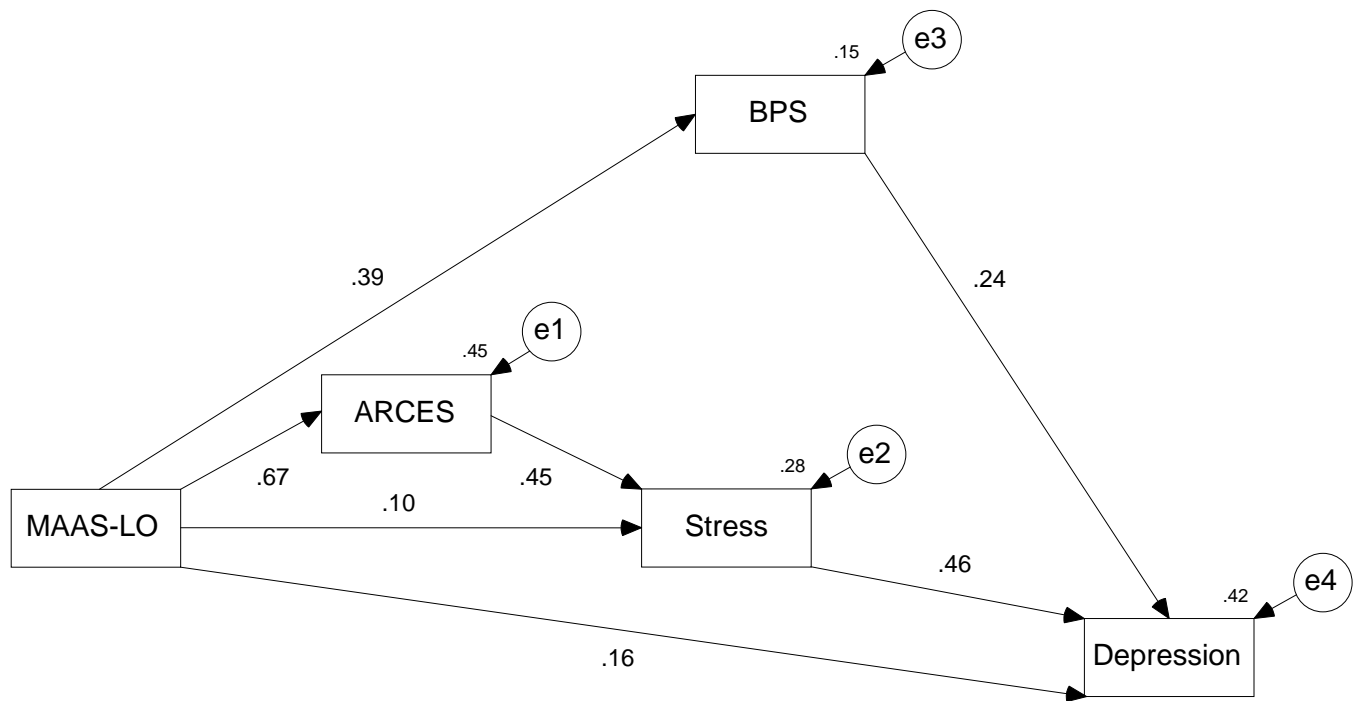 e3
.15
BPS
.39
.24
e1
.45
ARCES
e2
.28
.67
.45
.10
MAAS-LO
Stress
.46
e4
.42
.16
Depression